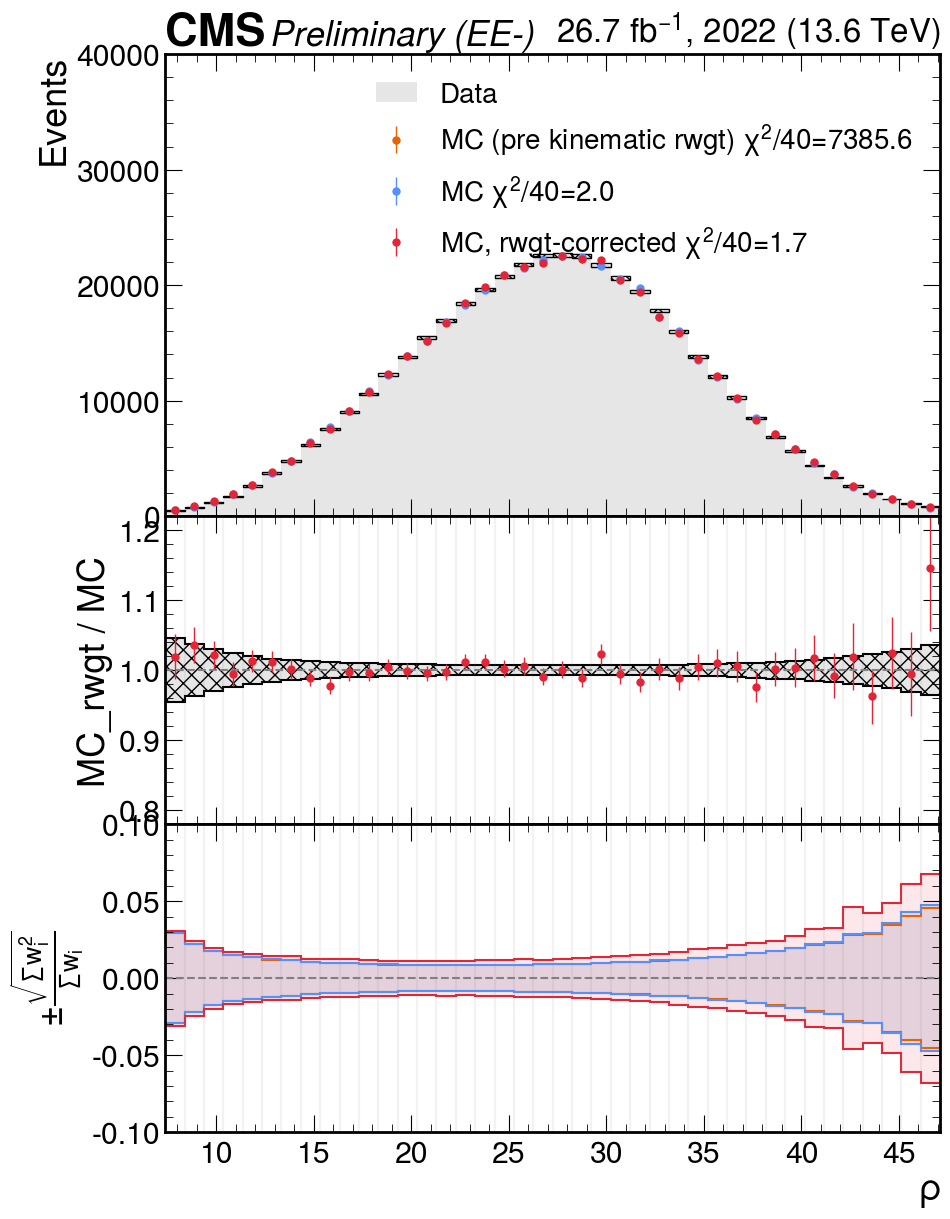 CMS Preliminary (EE-) 26.7 fb⁻¹, 2022 (13.6 TeV)
40000
Events
Data
MC (pre kinematic rwgt) χ²/40=7385.6
30000
MC χ²/40=2.0
MC, rwgt-corrected χ²/40=1.7
20000
10000
0
1.2
MC_rwgt / MC
1.1
1.0
0.9
0.8
0.10
0.05
± √Σwᵢ² / Σwᵢ
0.00
-0.05
-0.10
10 15 20 25 30 35 40 45
ρ